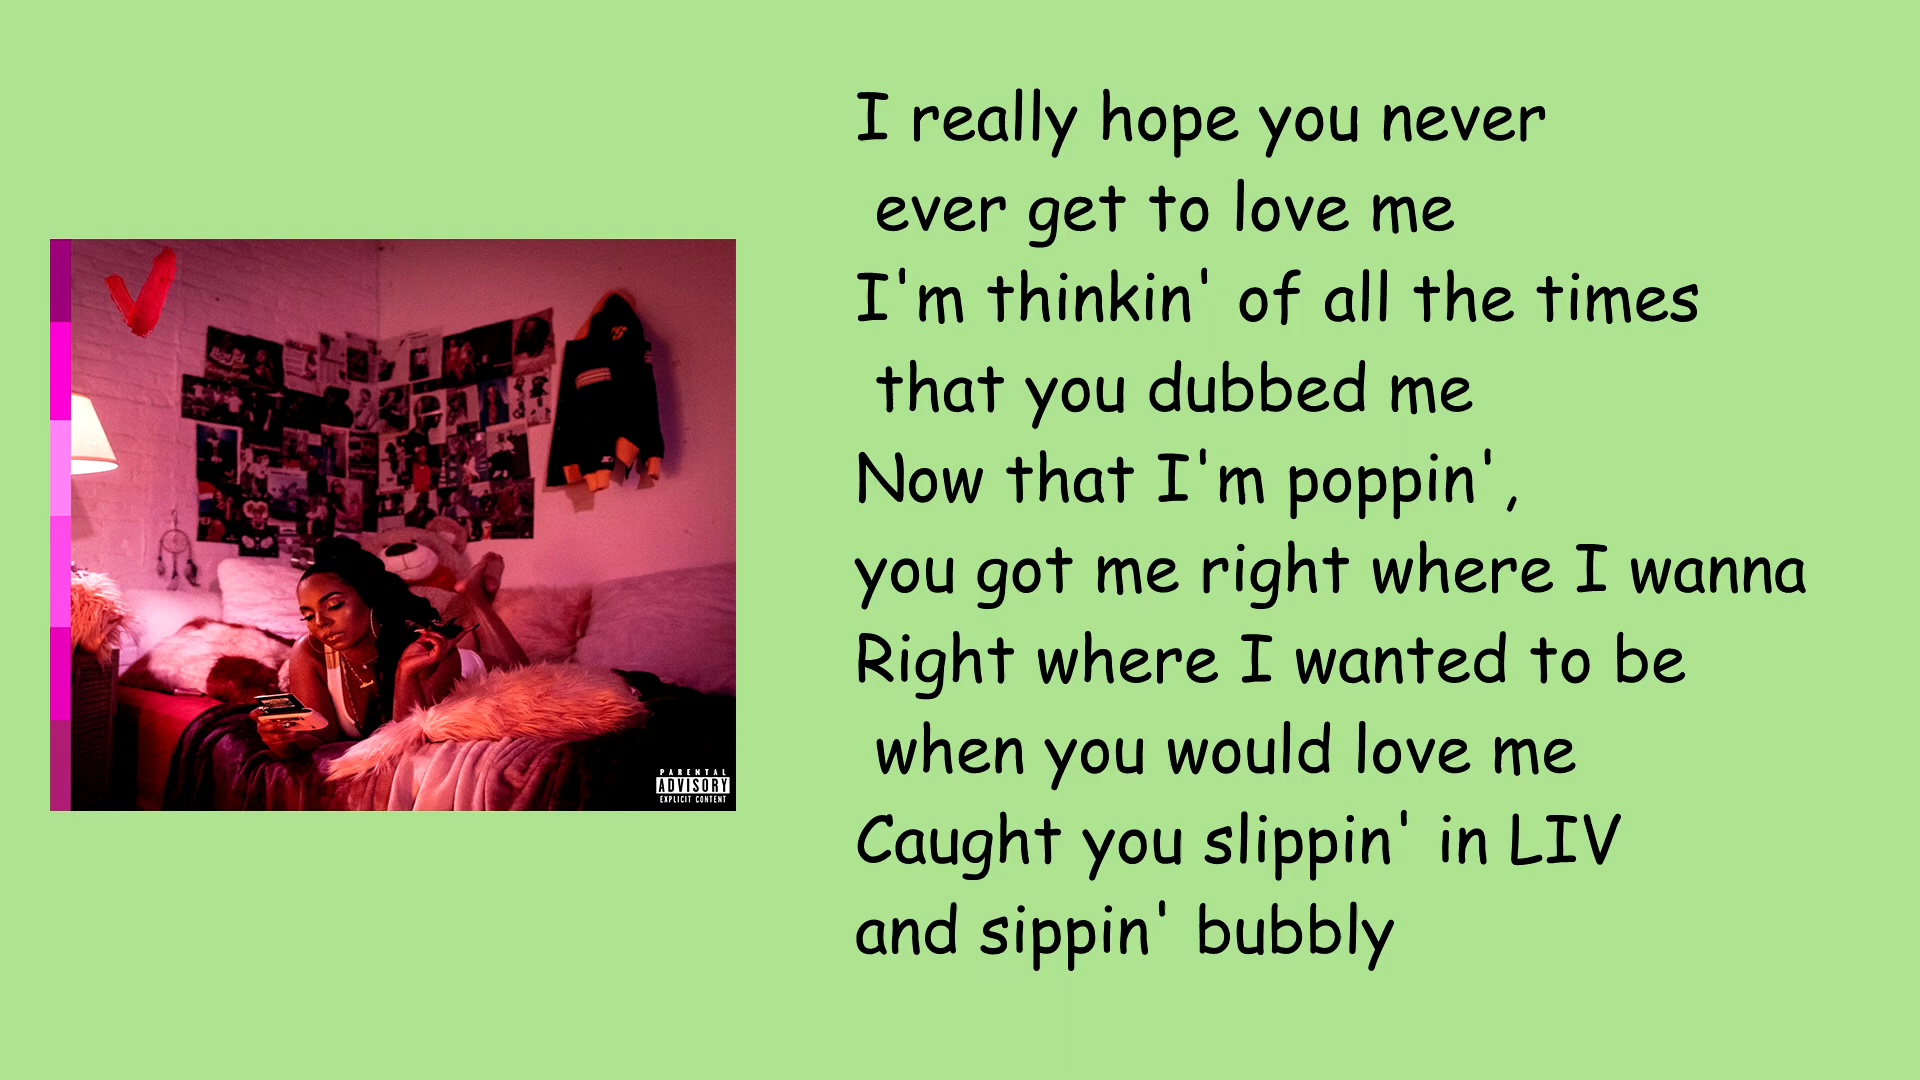 I really hope you never
ever get to love me
I'm thinkin' of all the times
that you dubbed me
Now that I'm poppin',
you got me right where I wanna
Right where I wanted to be
when you would love me
Caught you slippin' in LIV
and sippin' bubbly
PARENTAL
ADVISORY
EXPLICIT CONTENT